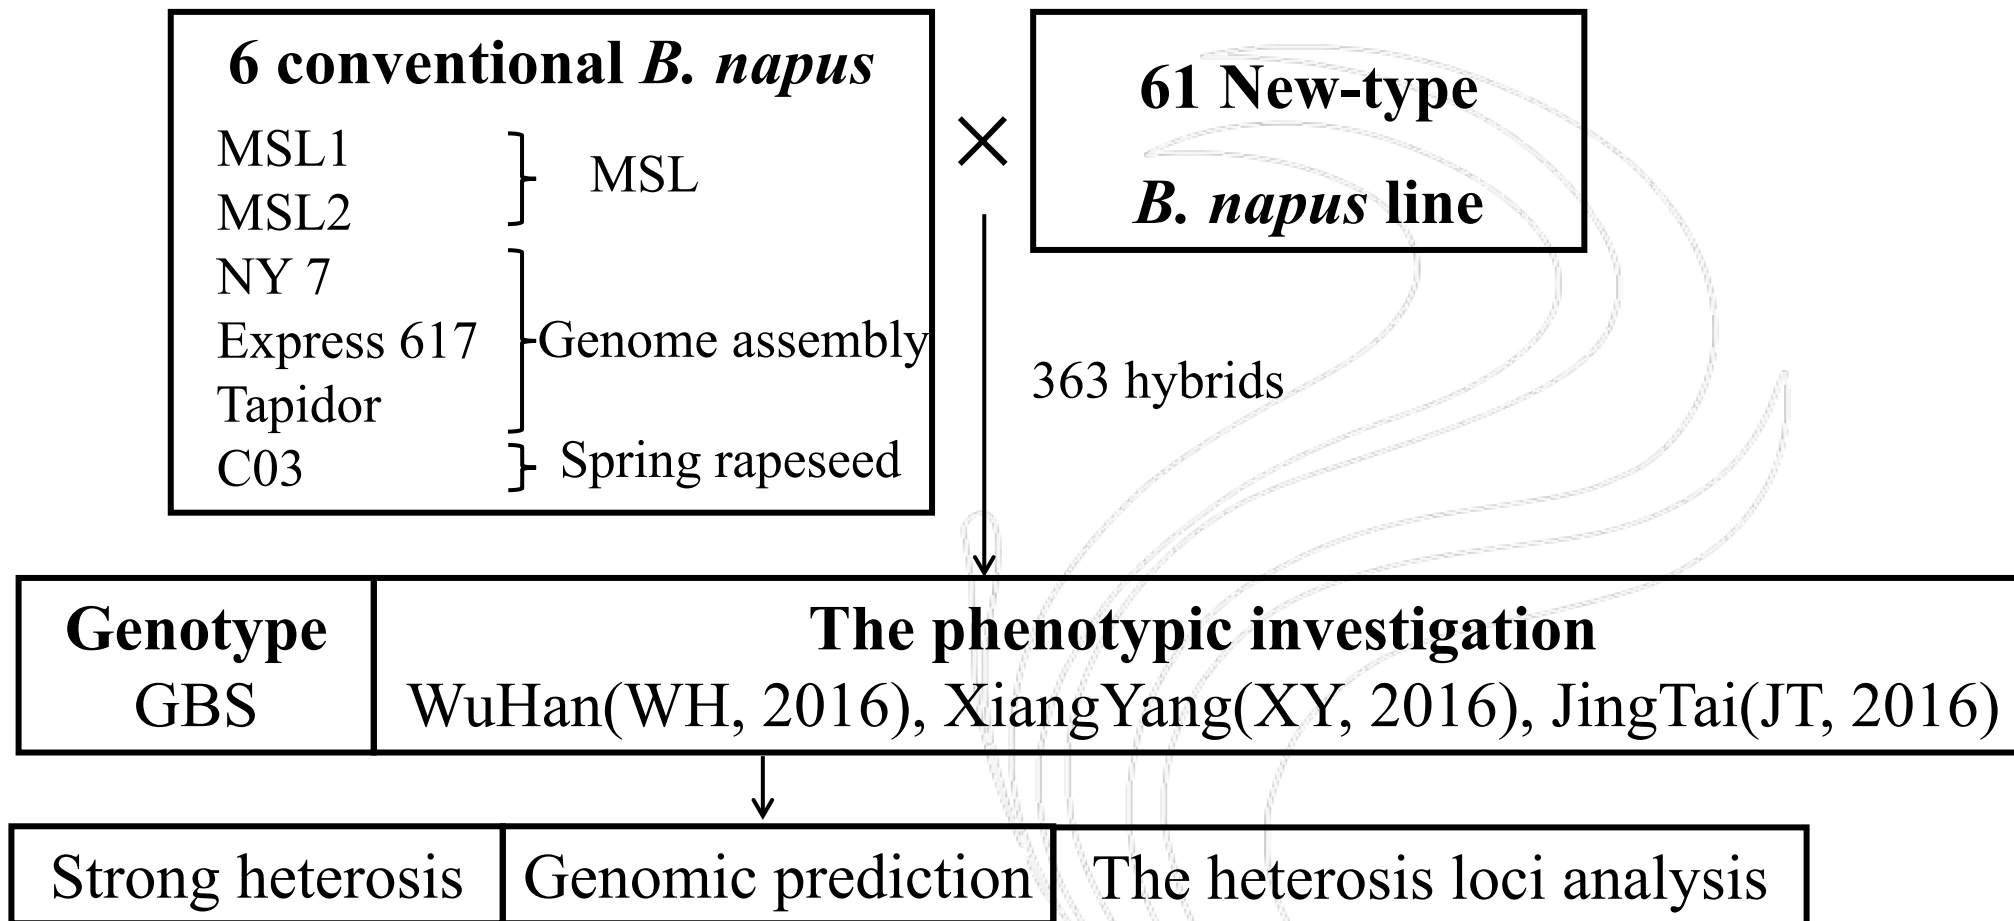 6 conventional B. napus
MSL1
MSL2
MSL
NY 7
Express 617
Tapidor
Genome assembly
C03
Spring rapeseed
×
61 New-type
B. napus line
363 hybrids
Genotype
GBS
The phenotypic investigation
WuHan(WH, 2016), XiangYang(XY, 2016), JingTai(JT, 2016)
Strong heterosis
Genomic prediction
The heterosis loci analysis